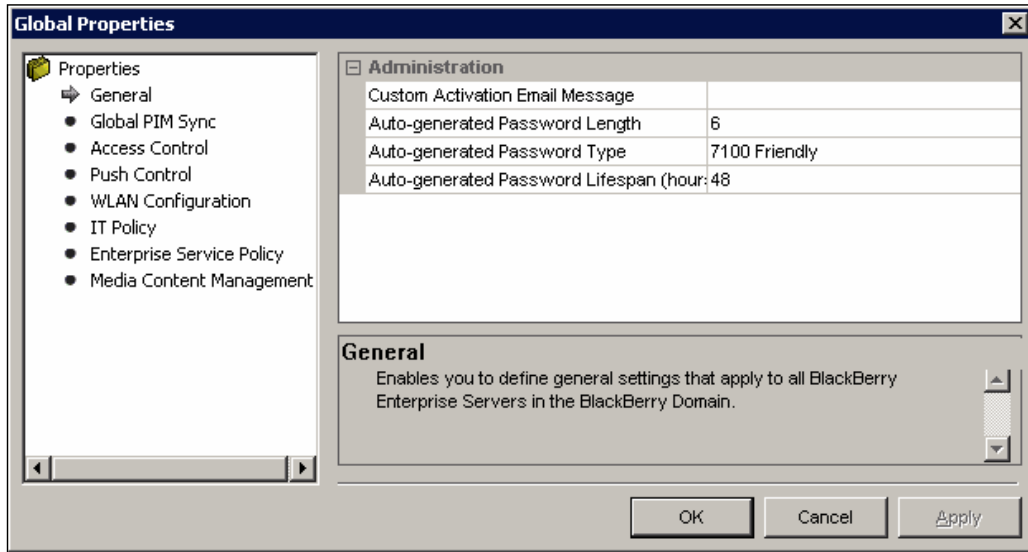 Global Properties
Properties
General
Global PIM Sync
Access Control
Push Control
WLAN Configuration
IT Policy
Enterprise Service Policy
Media Content Management
Administration
Custom Activation Email Message
Auto-generated Password Length 6
Auto-generated Password Type 7100 Friendly
Auto-generated Password Lifespan (hour: 48
General
Enables you to define general settings that apply to all BlackBerry
Enterprise Servers in the BlackBerry Domain.
OK Cancel Apply